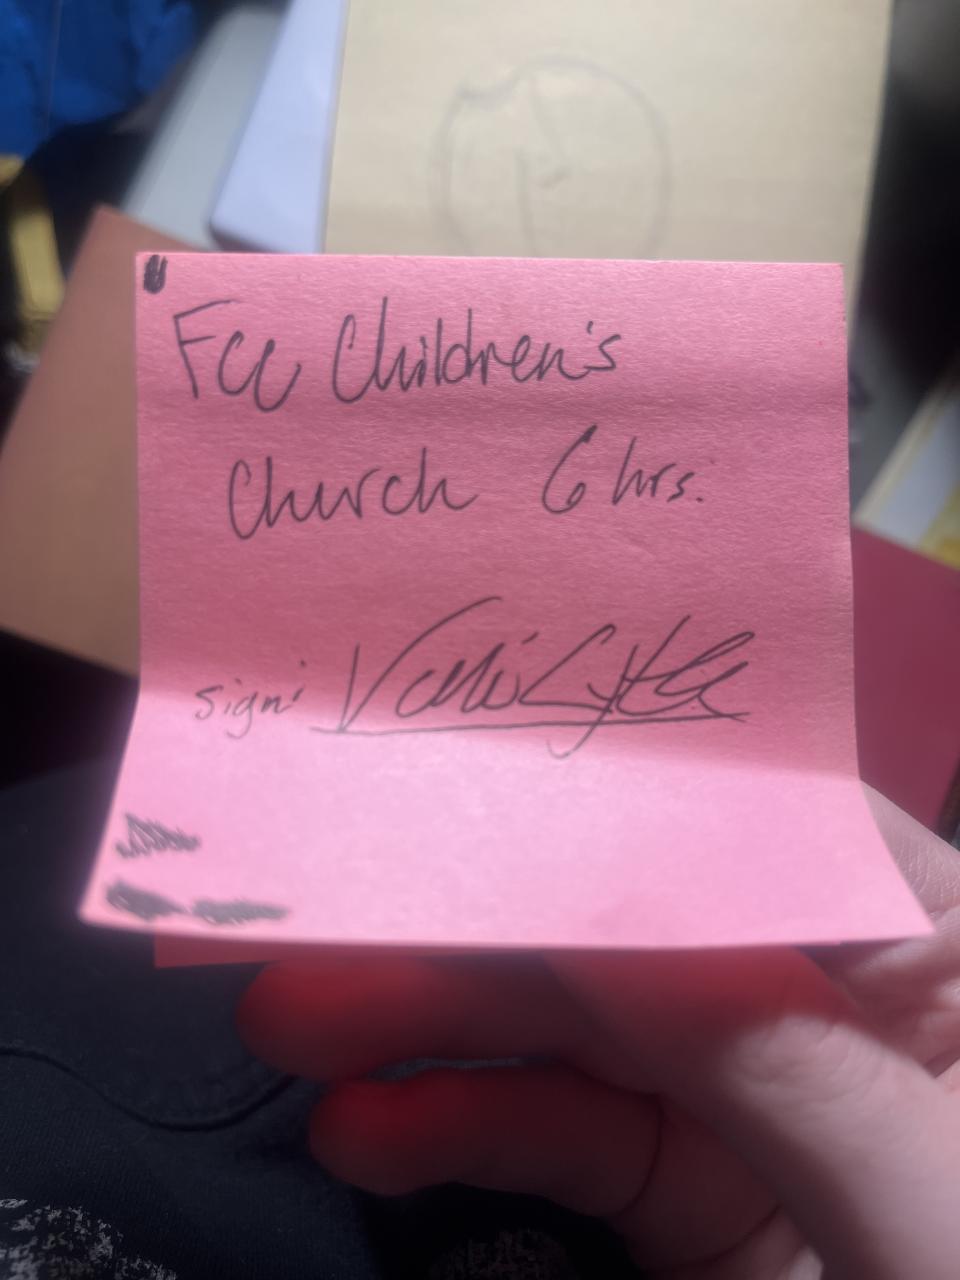 FCC Children's
Church 6 hrs.
sign: